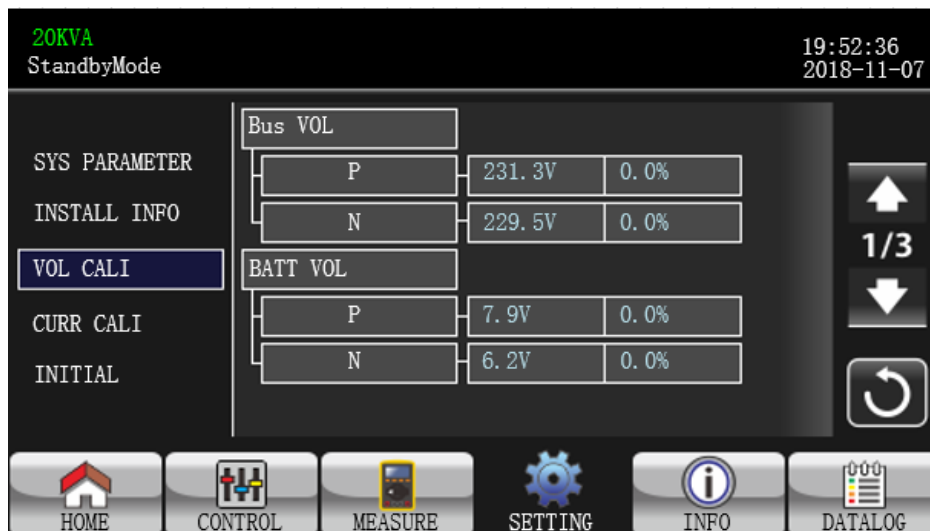 20KVA
StandbyMode
19:52:36
2018-11-07
SYS PARAMETER
INSTALL INFO
VOL CALI
CURR CALI
INITIAL
Bus VOL
P 231.3V 0.0%
N 229.5V 0.0%
BATT VOL
P 7.9V 0.0%
N 6.2V 0.0%
1/3
HOME CONTROL MEASURE SETTING INFO DATALOG